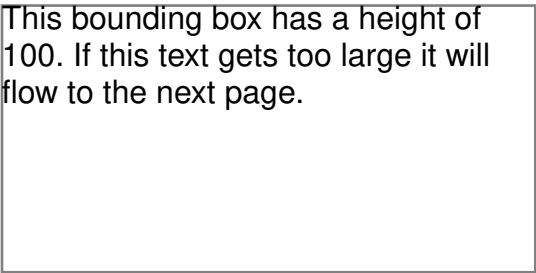 This bounding box has a height of
100. If this text gets too large it will
flow to the next page.